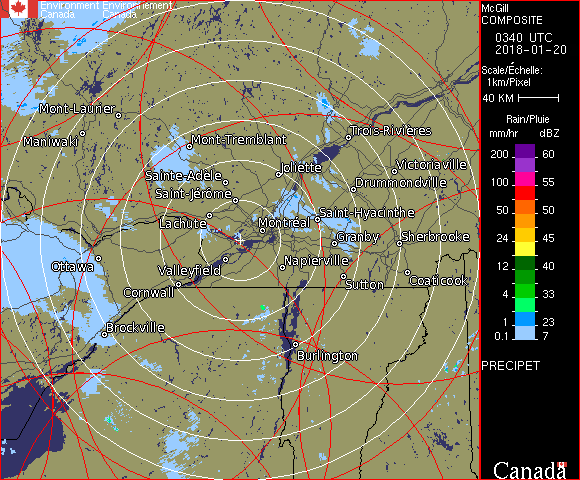 Environment Environnement
Canada Canada
Mont-Laurier
Maniwaki
Mont-Tremblant
Trois-Rivières
Sainte-Adèle
Joliette
Victoriaville
Saint-Jérôme
Drummondville
Lachute
Montréal
Saint-Hyacinthe
Granby
Sherbrooke
Ottawa
Valleyfield
Napierville
Cornwall
Sutton
Coaticook
Brockville
Burlington
McGill
COMPOSITE
0340 UTC
2018-01-20
Scale/Échelle:
1km/Pixel
40 KM
Rain/Pluie
mm/hr dBZ
200 60
100 55
50 50
24 45
12 40
4 33
1 23
0.1 7
PRECIPET
Canada